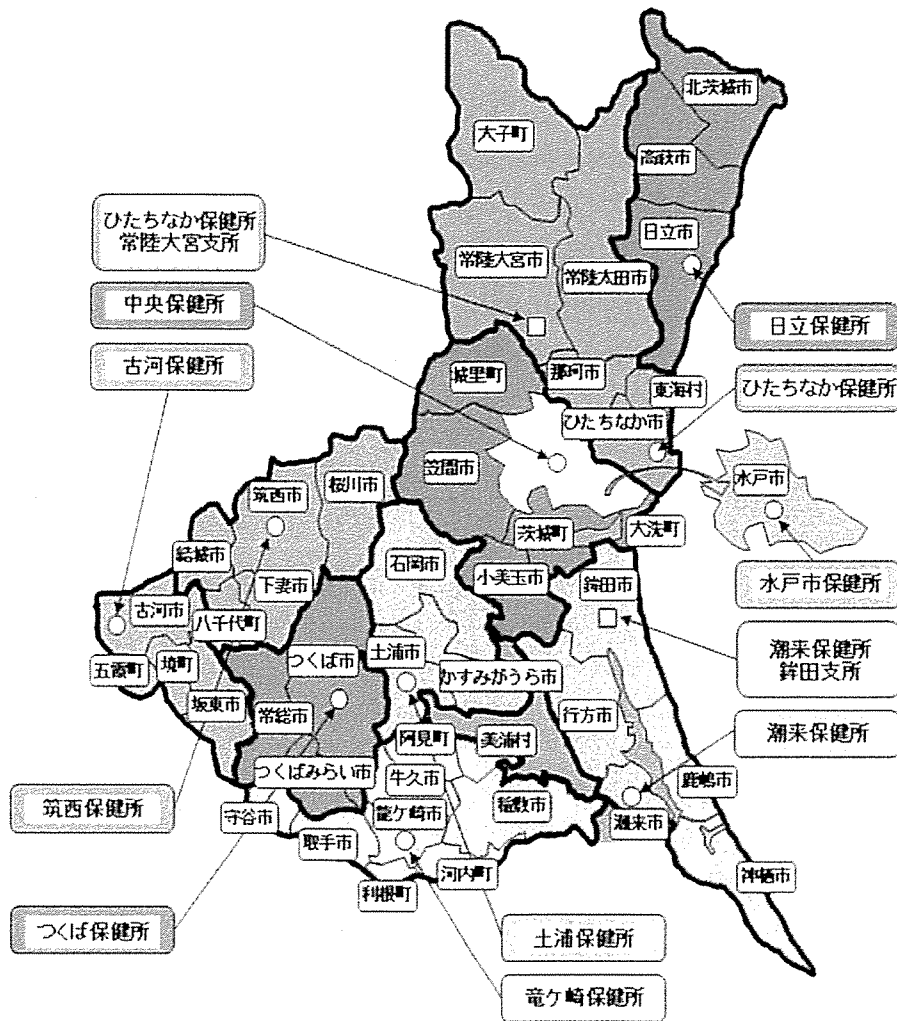 北茨城市
大子町
高萩市
ひたちなか保健所
常陸大宮支所
日立市
常陸大宮市
常陸太田市
中央保健所
日立保健所
古河保健所
城里町
那珂市
東海村
ひたちなか保健所
ひたちなか市
笠間市
水戸市
桜川市
筑西市
茨城町
大洗町
結城市
石岡市
小美玉市
鉾田市
水戸市保健所
下妻市
古河市
八千代町
潮来保健所
鉾田支所
五霞町
境町
つくば市
土浦市
かすみがうら市
坂東市
常総市
行方市
阿見町
美浦村
潮来保健所
つくばみらい市
牛久市
鹿嶋市
筑西保健所
守谷市
龍ケ崎市
稲敷市
潮来市
取手市
河内町
神栖市
利根町
つくば保健所
土浦保健所
竜ケ崎保健所